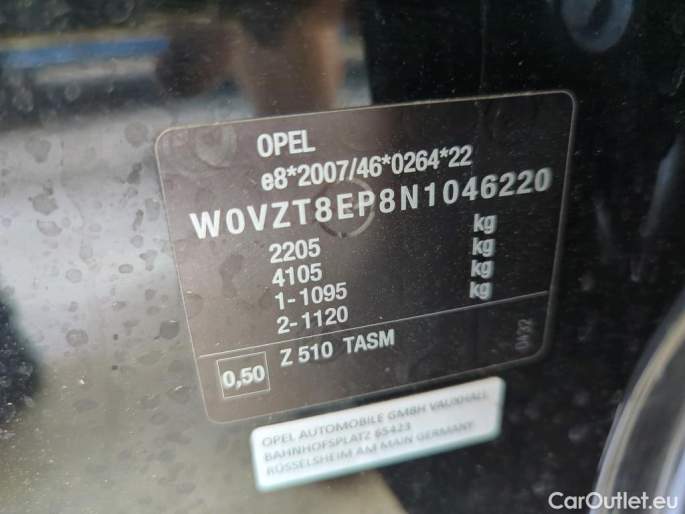 OPEL
e8*2007/46*0264*22
W0VZT8EP8N1046220
2205 kg
4105 kg
1-1095 kg
2-1120 kg
0,50 Z 510 TASM
0492
OPEL AUTOMOBILE GMBH VAUXHALL
BAHNHOFSPLATZ 65423
RÜSSELSHEIM AM MAIN GERMANY
CarOutlet.eu